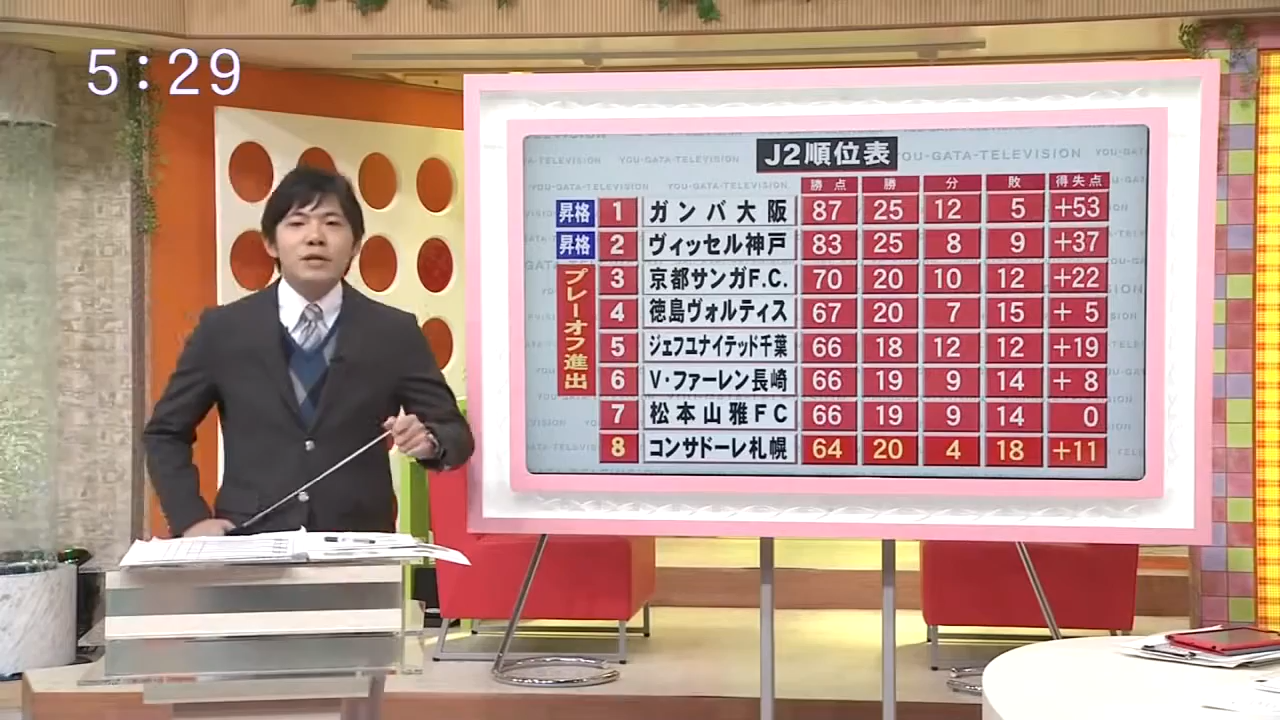 5:29
J2順位表
勝点 勝 分 敗 得失点
昇格 1 ガンバ大阪 87 25 12 5 +53
昇格 2 ヴィッセル神戸 83 25 8 9 +37
プレーオフ進出
3 京都サンガF.C. 70 20 10 12 +22
4 徳島ヴォルティス 67 20 7 15 + 5
5 ジェフユナイテッド千葉 66 18 12 12 +19
6 V・ファーレン長崎 66 19 9 14 + 8
7 松本山雅FC 66 19 9 14 0
8 コンサドーレ札幌 64 20 4 18 +11
YOU-GATA-TELEVISION